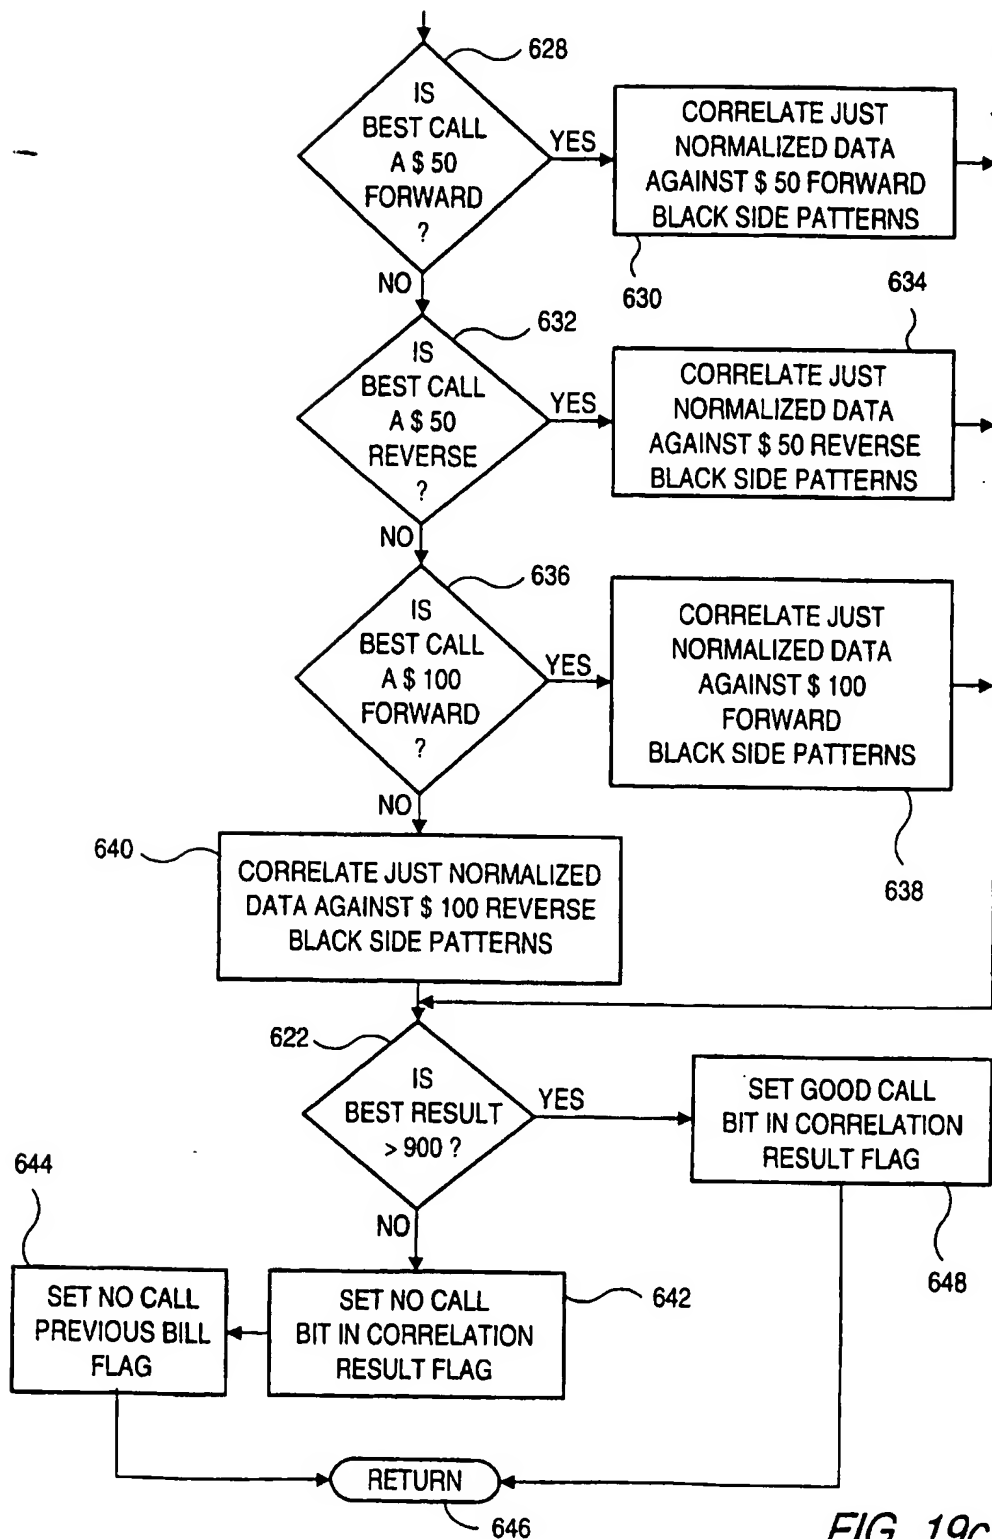 628
IS
BEST CALL
A $ 50
FORWARD
?
YES
CORRELATE JUST
NORMALIZED DATA
AGAINST $ 50 FORWARD
BLACK SIDE PATTERNS
630
NO
632
IS
BEST CALL
A $ 50
REVERSE
?
YES
634
CORRELATE JUST
NORMALIZED DATA
AGAINST $ 50 REVERSE
BLACK SIDE PATTERNS
NO
636
IS
BEST CALL
A $ 100
FORWARD
?
YES
CORRELATE JUST
NORMALIZED DATA
AGAINST $ 100
FORWARD
BLACK SIDE PATTERNS
638
NO
640
CORRELATE JUST NORMALIZED
DATA AGAINST $ 100 REVERSE
BLACK SIDE PATTERNS
622
IS
BEST RESULT
> 900 ?
YES
SET GOOD CALL
BIT IN CORRELATION
RESULT FLAG
648
NO
644
SET NO CALL
PREVIOUS BILL
FLAG
SET NO CALL
BIT IN CORRELATION
RESULT FLAG
642
RETURN
646
FIG. 19c